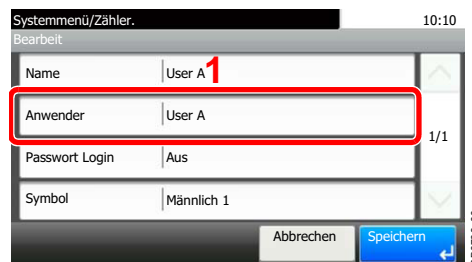 Systemmenü/Zähler. 10:10
Bearbeit
Name User A 1
Anwender User A
1/1
Passwort Login Aus
Symbol Männlich 1
Abbrechen Speichern